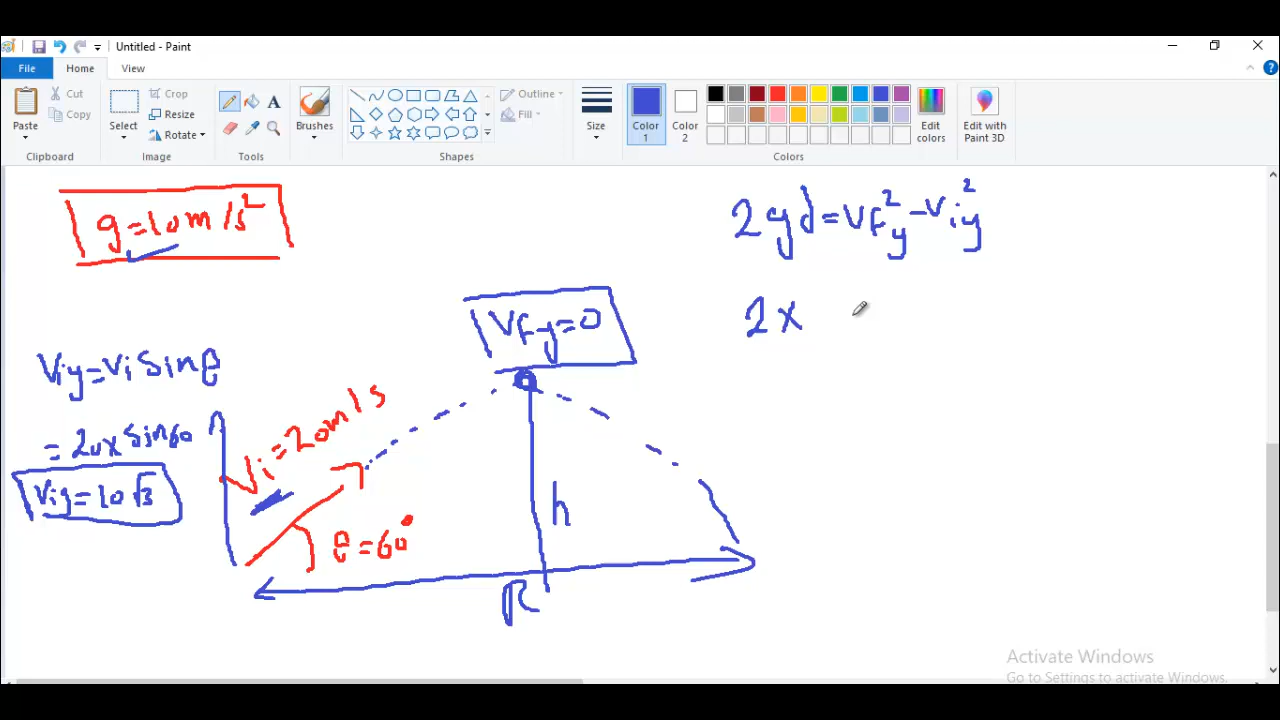 Untitled - Paint
File Home View
Paste
Cut
Copy
Clipboard
Select
Crop
Resize
Rotate
Image
A
Tools
Brushes
Outline
Fill
Shapes
Size
Color 1
Color 2
Colors
Edit colors
Edit with Paint 3D
g=10m/s²
2gd=Vf²y-Vi²y
2x
Vfy=0
Viy=Vi Sinθ
= 20x Sin60
Viy=10√3
Vi=20m/s
θ=60°
h
R
Activate Windows
Go to Settings to activate Windows.